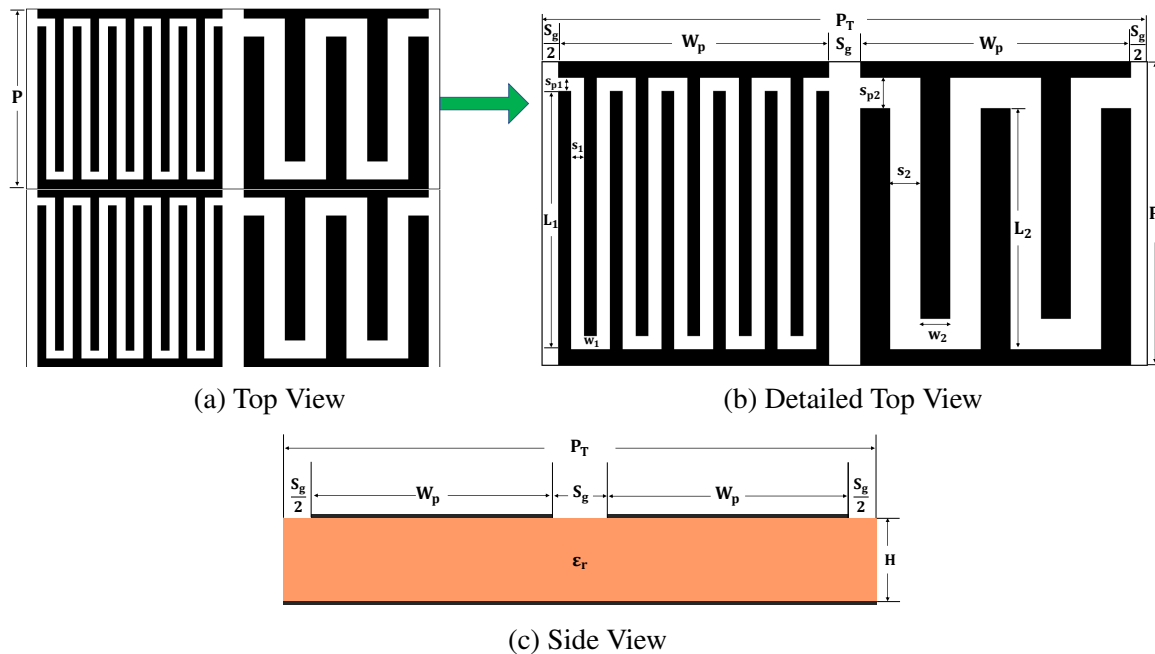 P
(a) Top View
P_T
S_g/2 W_p S_g W_p S_g/2
s_p1 s_p2
s_1 s_2
L_1 L_2
w_1 w_2
(b) Detailed Top View
P_T
S_g/2 W_p S_g W_p S_g/2
ε_r H
(c) Side View